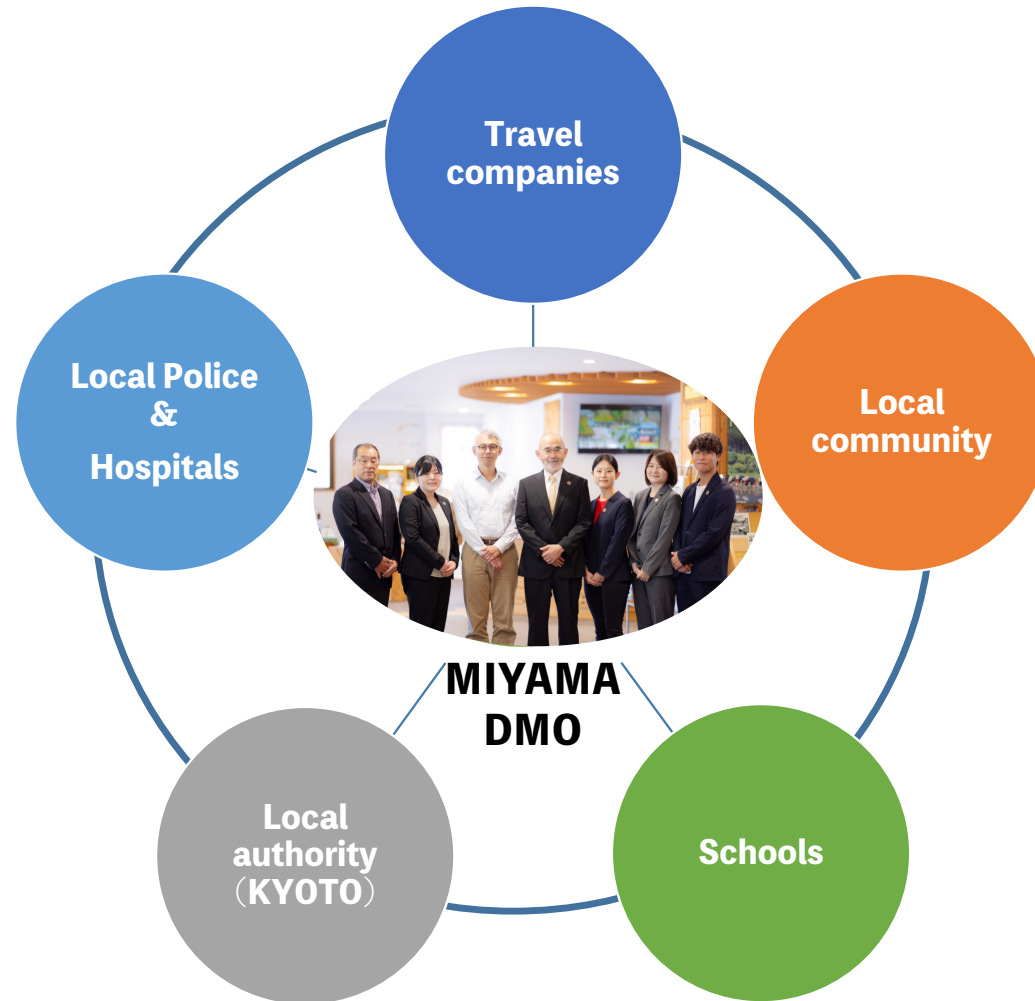 Travel
companies
Local Police
&
Hospitals
Local
community
MIYAMA
DMO
Local
authority
（KYOTO）
Schools